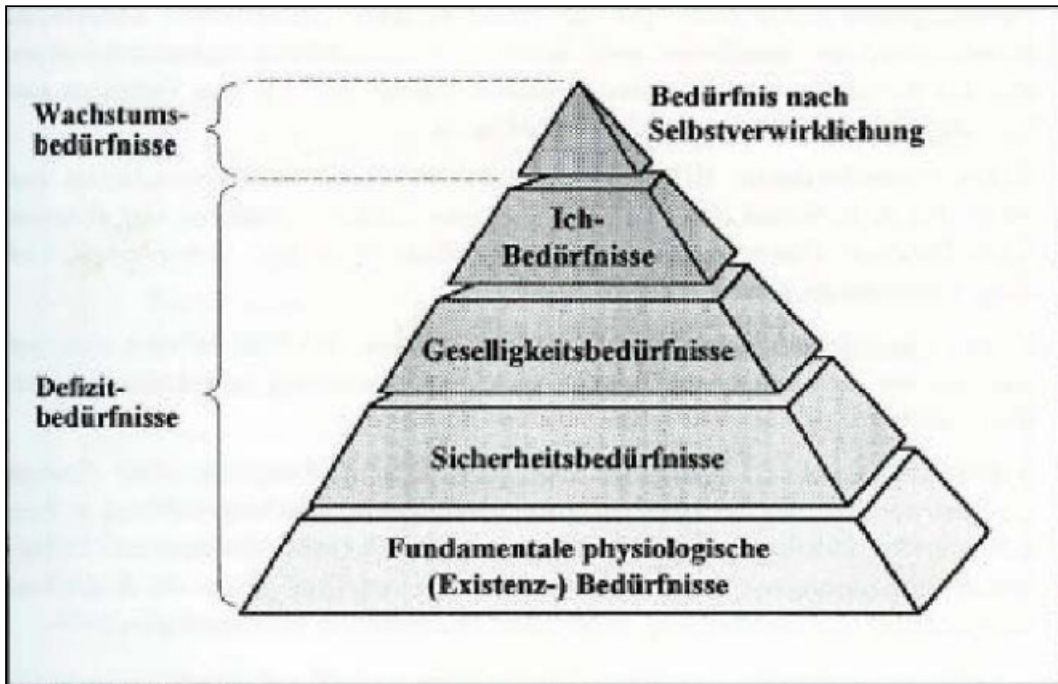 Wachstums-
bedürfnisse
Bedürfnis nach
Selbstverwirklichung
Ich-
Bedürfnisse
Geselligkeitsbedürfnisse
Defizit-
bedürfnisse
Sicherheitsbedürfnisse
Fundamentale physiologische
(Existenz-) Bedürfnisse